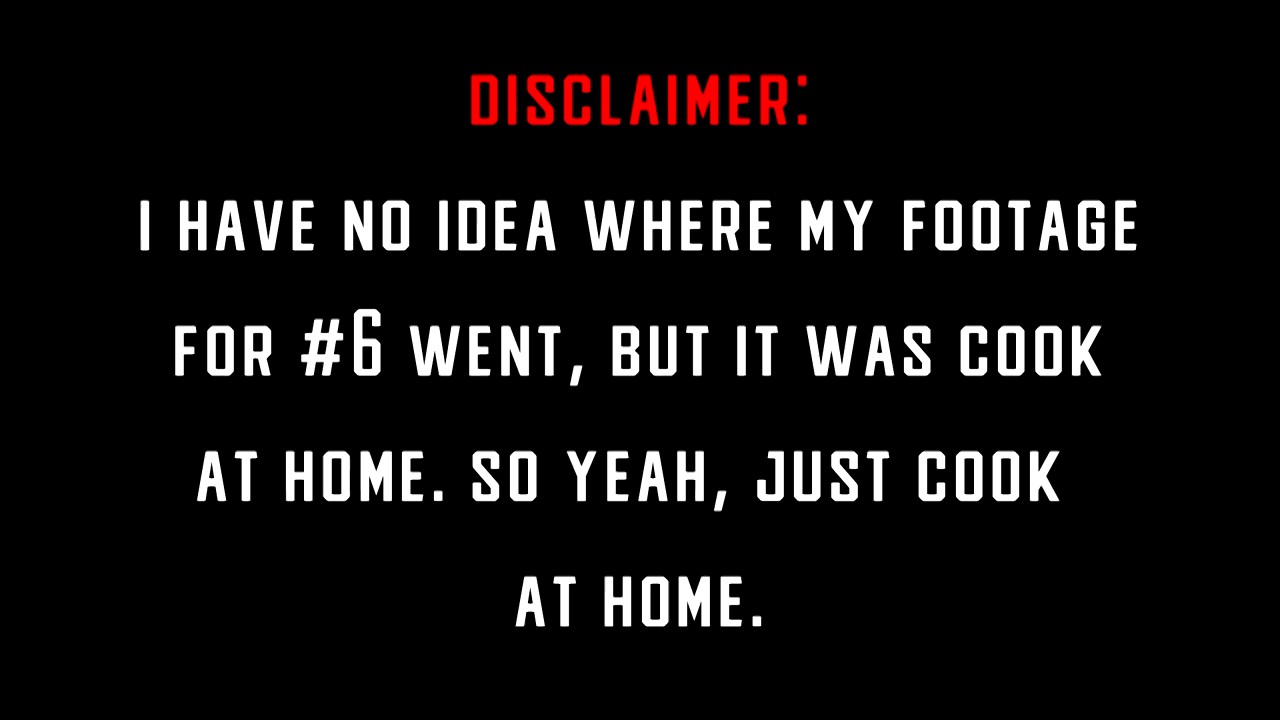 DISCLAIMER:
I HAVE NO IDEA WHERE MY FOOTAGE
FOR #6 WENT, BUT IT WAS COOK
AT HOME. SO YEAH, JUST COOK
AT HOME.